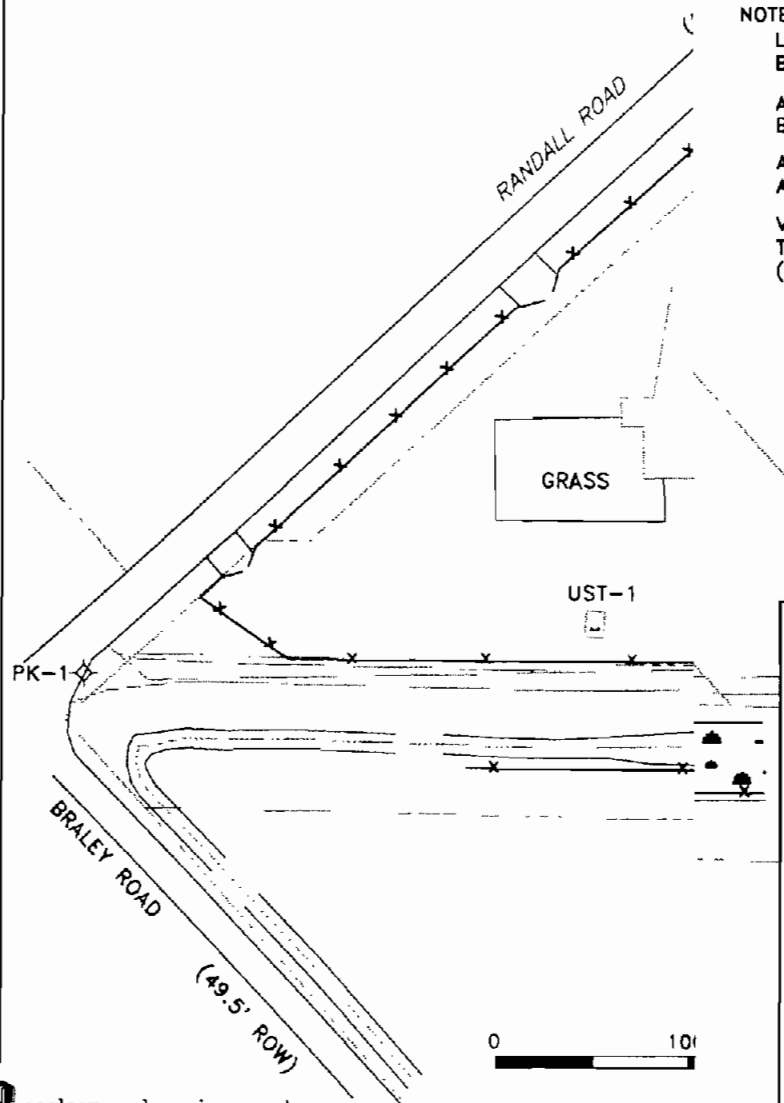 NOTE
L
E
A
B
A
A
V
T
(
RANDALL ROAD
GRASS
UST-1
PK-1
BRALEY ROAD
(49.5' ROW)
0 10